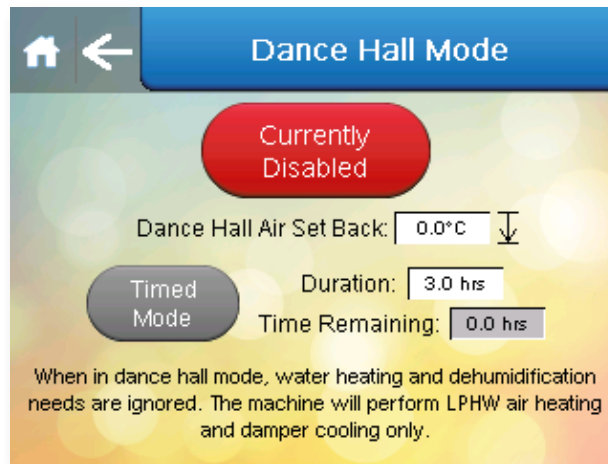 Dance Hall Mode
Currently
Disabled
Dance Hall Air Set Back: 0.0°C
Timed
Mode
Duration: 3.0 hrs
Time Remaining: 0.0 hrs
When in dance hall mode, water heating and dehumidification
needs are ignored. The machine will perform LPHW air heating
and damper cooling only.